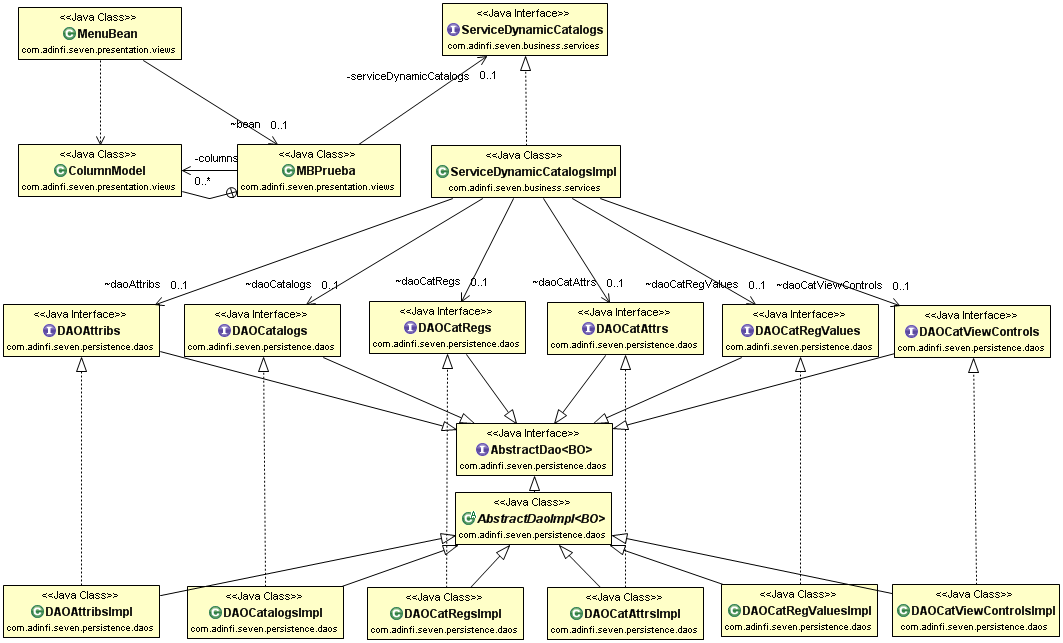 <<Java Class>>
MenuBean
com.adinfi.seven.presentation.views
<<Java Interface>>
ServiceDynamicCatalogs
com.adinfi.seven.business.services
-serviceDynamicCatalogs 0..1
~bean 0..1
<<Java Class>>
ColumnModel
com.adinfi.seven.presentation.views
-columns
0..*
<<Java Class>>
MBPrueba
com.adinfi.seven.presentation.views
<<Java Class>>
ServiceDynamicCatalogsImpl
com.adinfi.seven.business.services
~daoAttribs 0..1
~daoCatalogs 0..1
~daoCatRegs 0..1
~daoCatAttrs 0..1
~daoCatRegValues 0..1
~daoCatViewControls 0..1
<<Java Interface>>
DAOAttribs
com.adinfi.seven.persistence.daos
<<Java Interface>>
DAOCatalogs
com.adinfi.seven.persistence.daos
<<Java Interface>>
DAOCatRegs
com.adinfi.seven.persistence.daos
<<Java Interface>>
DAOCatAttrs
com.adinfi.seven.persistence.daos
<<Java Interface>>
DAOCatRegValues
com.adinfi.seven.persistence.daos
<<Java Interface>>
DAOCatViewControls
com.adinfi.seven.persistence.daos
<<Java Interface>>
AbstractDao<BO>
com.adinfi.seven.persistence.daos
<<Java Class>>
AbstractDaoImpl<BO>
com.adinfi.seven.persistence.daos
<<Java Class>>
DAOAttribsImpl
com.adinfi.seven.persistence.daos
<<Java Class>>
DAOCatalogsImpl
com.adinfi.seven.persistence.daos
<<Java Class>>
DAOCatRegsImpl
com.adinfi.seven.persistence.daos
<<Java Class>>
DAOCatAttrsImpl
com.adinfi.seven.persistence.daos
<<Java Class>>
DAOCatRegValuesImpl
com.adinfi.seven.persistence.daos
<<Java Class>>
DAOCatViewControlsImpl
com.adinfi.seven.persistence.daos